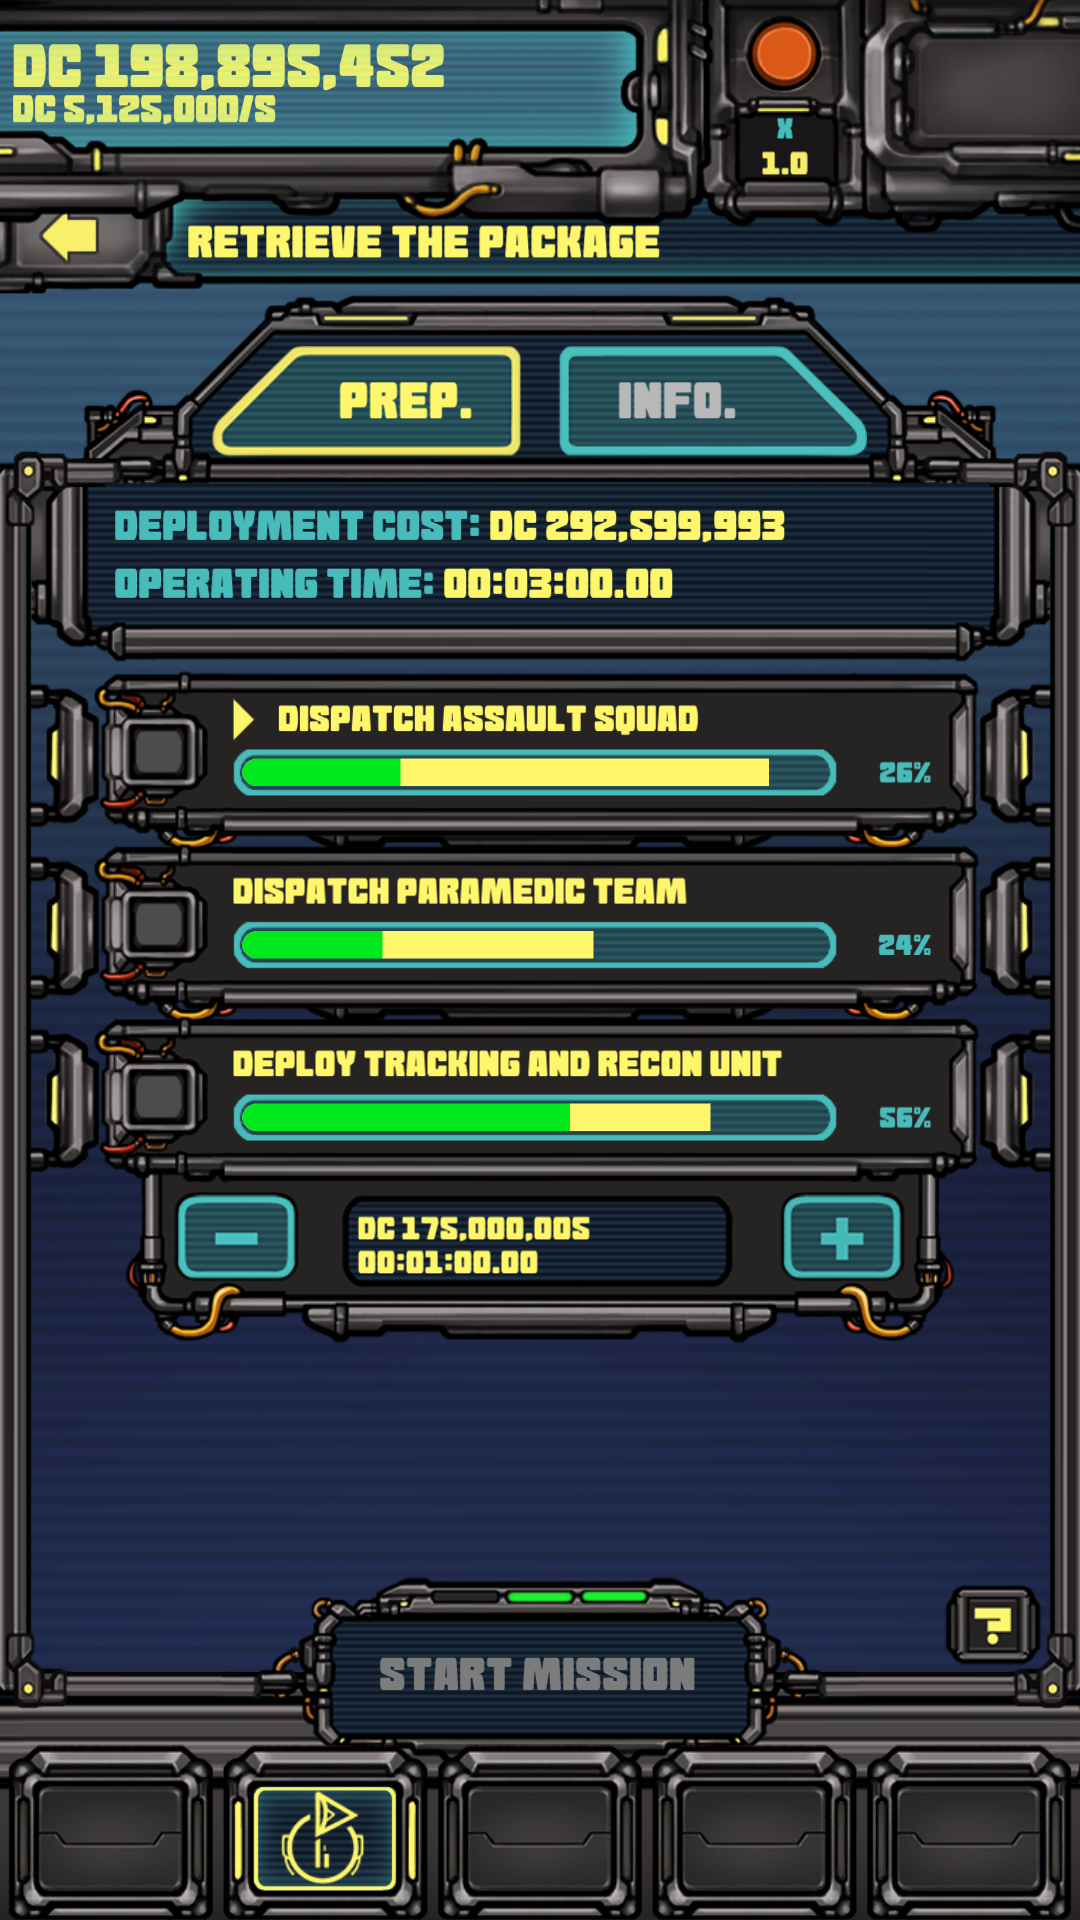 DC 198,895,452
DC 5,125,000/S
X
1.0
RETRIEVE THE PACKAGE
PREP.
INFO.
DEPLOYMENT COST: DC 292,599,993
OPERATING TIME: 00:03:00.00
DISPATCH ASSAULT SQUAD
26%
DISPATCH PARAMEDIC TEAM
24%
DEPLOY TRACKING AND RECON UNIT
56%
-
DC 175,000,005
00:01:00.00
+
?
START MISSION